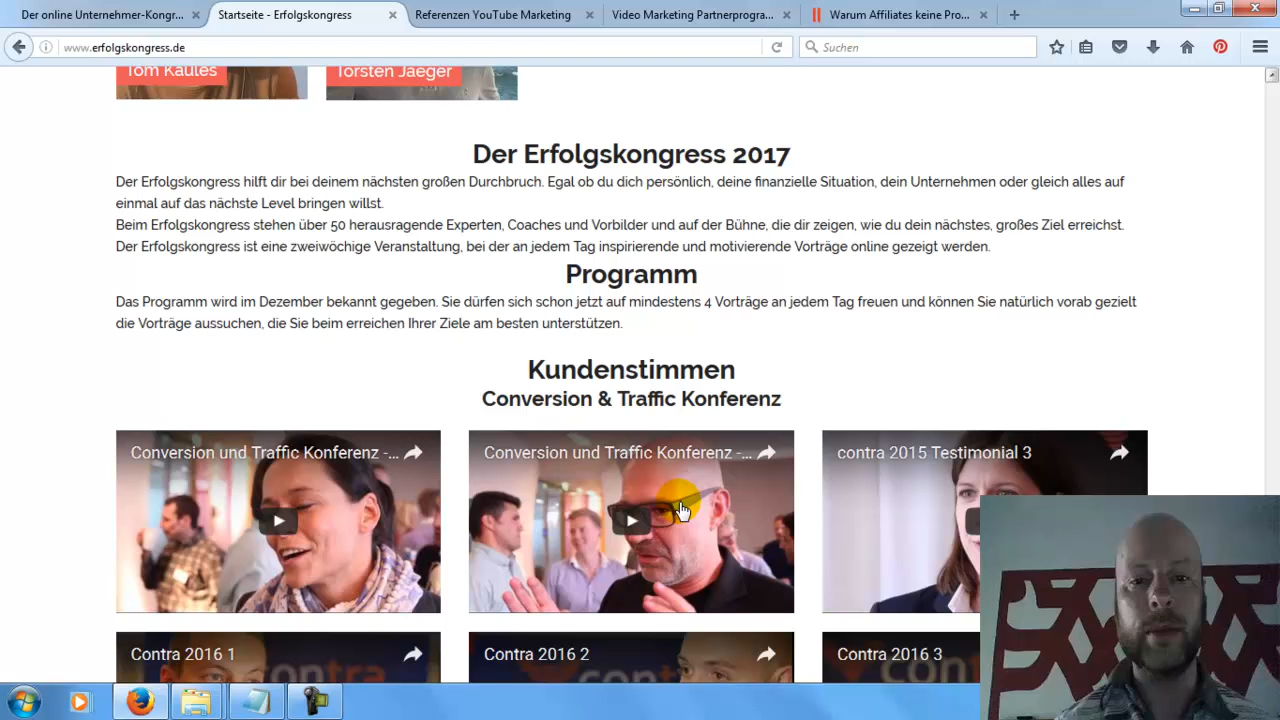 Der online Unternehmer-Kongr...
Startseite - Erfolgskongress
Referenzen YouTube Marketing
Video Marketing Partnerprogra...
Warum Affiliates keine Pro...
www.erfolgskongress.de
Suchen
Tom Kaules
Torsten Jaeger
Der Erfolgskongress 2017
Der Erfolgskongress hilft dir bei deinem nächsten großen Durchbruch. Egal ob du dich persönlich, deine finanzielle Situation, dein Unternehmen oder gleich alles auf
einmal auf das nächste Level bringen willst.
Beim Erfolgskongress stehen über 50 herausragende Experten, Coaches und Vorbilder und auf der Bühne, die dir zeigen, wie du dein nächstes, großes Ziel erreichst.
Der Erfolgskongress ist eine zweiwöchige Veranstaltung, bei der an jedem Tag inspirierende und motivierende Vorträge online gezeigt werden.
Programm
Das Programm wird im Dezember bekannt gegeben. Sie dürfen sich schon jetzt auf mindestens 4 Vorträge an jedem Tag freuen und können Sie natürlich vorab gezielt
die Vorträge aussuchen, die Sie beim erreichen Ihrer Ziele am besten unterstützen.
Kundenstimmen
Conversion & Traffic Konferenz
Conversion und Traffic Konferenz -...
Conversion und Traffic Konferenz -...
contra 2015 Testimonial 3
Contra 2016 1
Contra 2016 2
Contra 2016 3